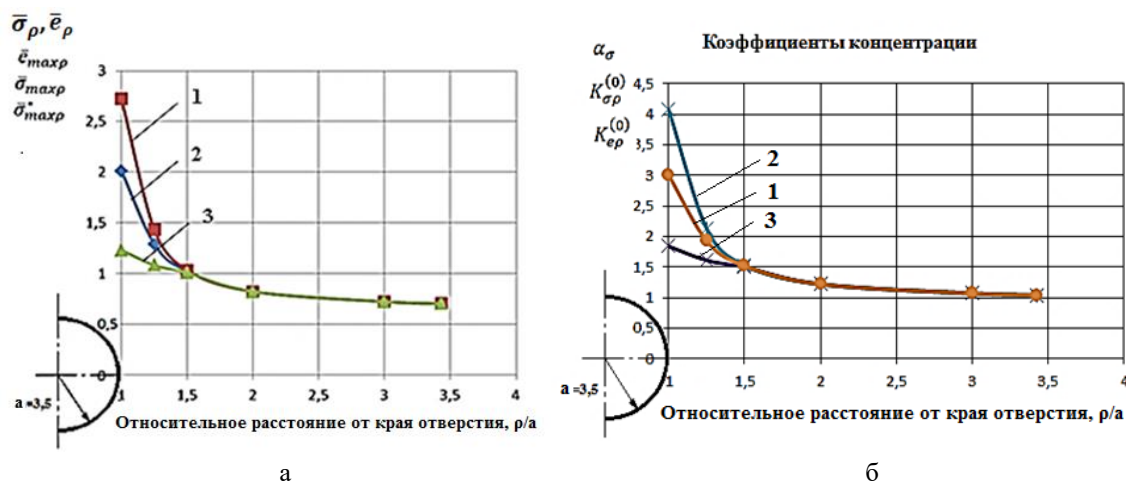 σ̅ρ, e̅ρ
e̅maxρ
σ̅maxρ
σ̅*maxρ
3
2,5
2
1,5
1
0,5
0
1
2
3
1
1,5
2
2,5
3
3,5
4
a=3,5
Относительное расстояние от края отверстия, ρ/a
а
Коэффициенты концентрации
ασ
Kσρ(0)
Keρ(0)
4,5
4
3,5
3
2,5
2
1,5
1
0,5
0
2
1
3
1
1,5
2
2,5
3
3,5
4
a=3,5
Относительное расстояние от края отверстия, ρ/a
б